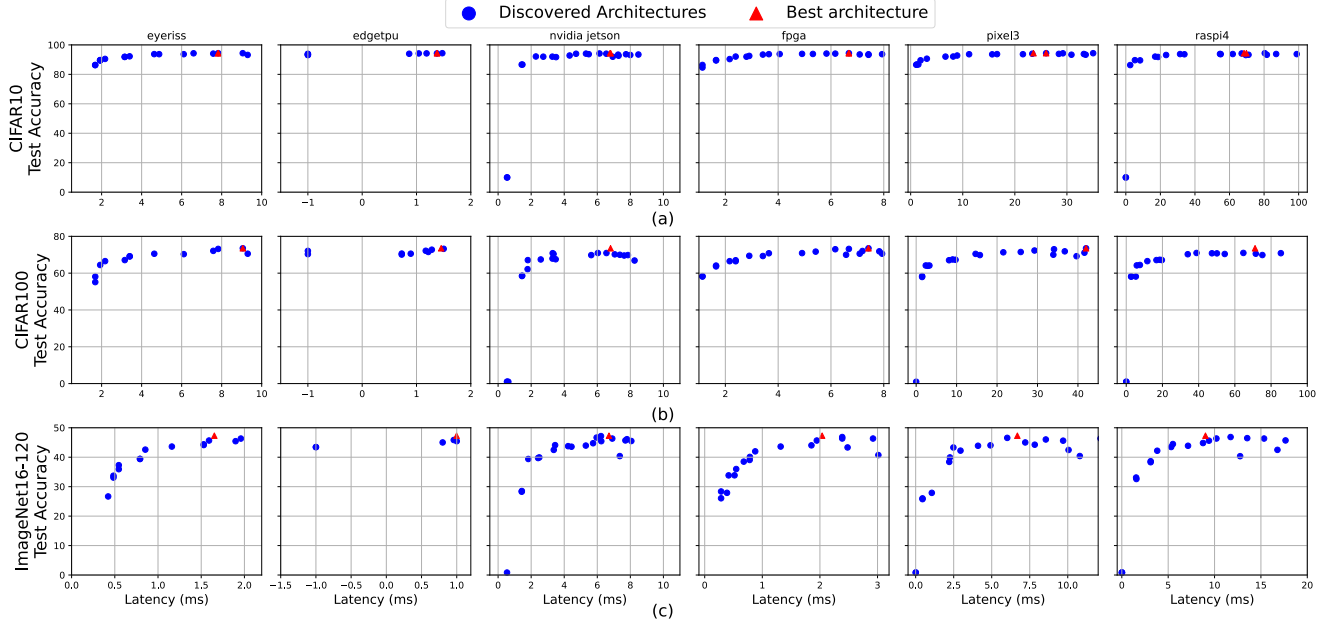 Discovered Architectures Best architecture
eyeriss edgetpu nvidia jetson fpga pixel3 raspi4
CIFAR10
Test Accuracy
100
80
60
40
20
0
2 4 6 8 10
−1 0 1 2
0 2 4 6 8 10
2 4 6 8
0 10 20 30
0 20 40 60 80 100
(a)
CIFAR100
Test Accuracy
80
60
40
20
0
2 4 6 8 10
−1 0 1 2
0 2 4 6 8 10
2 4 6 8
0 10 20 30 40
0 20 40 60 80 100
(b)
ImageNet16-120
Test Accuracy
50
40
30
20
10
0
0.0 0.5 1.0 1.5 2.0
−1.5 −1.0 −0.5 0.0 0.5 1.0
0 2 4 6 8 10
0 1 2 3
0.0 2.5 5.0 7.5 10.0
0 5 10 15 20
Latency (ms) Latency (ms) Latency (ms) Latency (ms) Latency (ms) Latency (ms)
(c)